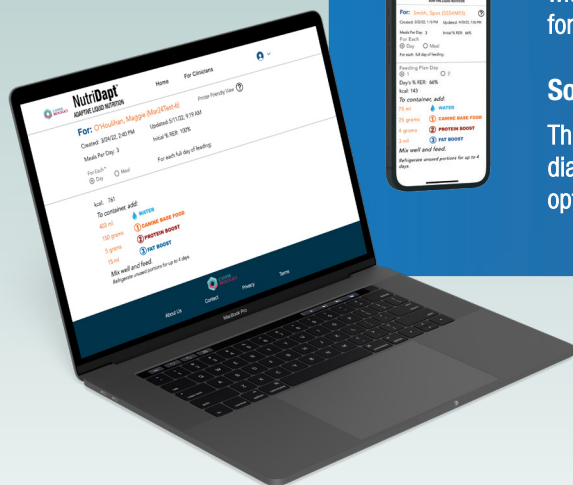 NutriDapt
ADAPTIVE LIQUID NUTRITION
Home
For Clinicians
For: O'Houlihan, Maggie (Mar24Test-6)
Printer Friendly View
Created: 3/24/22, 2:40 PM
Updated: 5/11/22, 9:19 AM
Meals Per Day: 3
Initial % RER: 100%
For Each*
Day
Meal
For each full day of feeding:
kcal: 761
To container, add:
403 ml
WATER
150 grams
1 CANINE BASE FOOD
5 grams
2 PROTEIN BOOST
15 ml
3 FAT BOOST
Mix well and feed.
Refrigerate unused portions for up to 4 days.
About Us
Contact
Privacy
Terms
MacBook Pro
ADAPTIVE LIQUID NUTRITION
For: Smith, Spot (SSSAM55)
Meals Per Day: 3
Initial % RER: 66%
For Each
Day
Meal
For each full day of feeding:
Feeding Plan Day
1
2
Day's % RER: 66%
kcal: 143
To container, add:
75 ml
WATER
25 grams
1 CANINE BASE FOOD
4 grams
2 PROTEIN BOOST
3 ml
3 FAT BOOST
Mix well and feed.
Refrigerate unused portions for up to 4 days.
for
So
Th
dia
opt